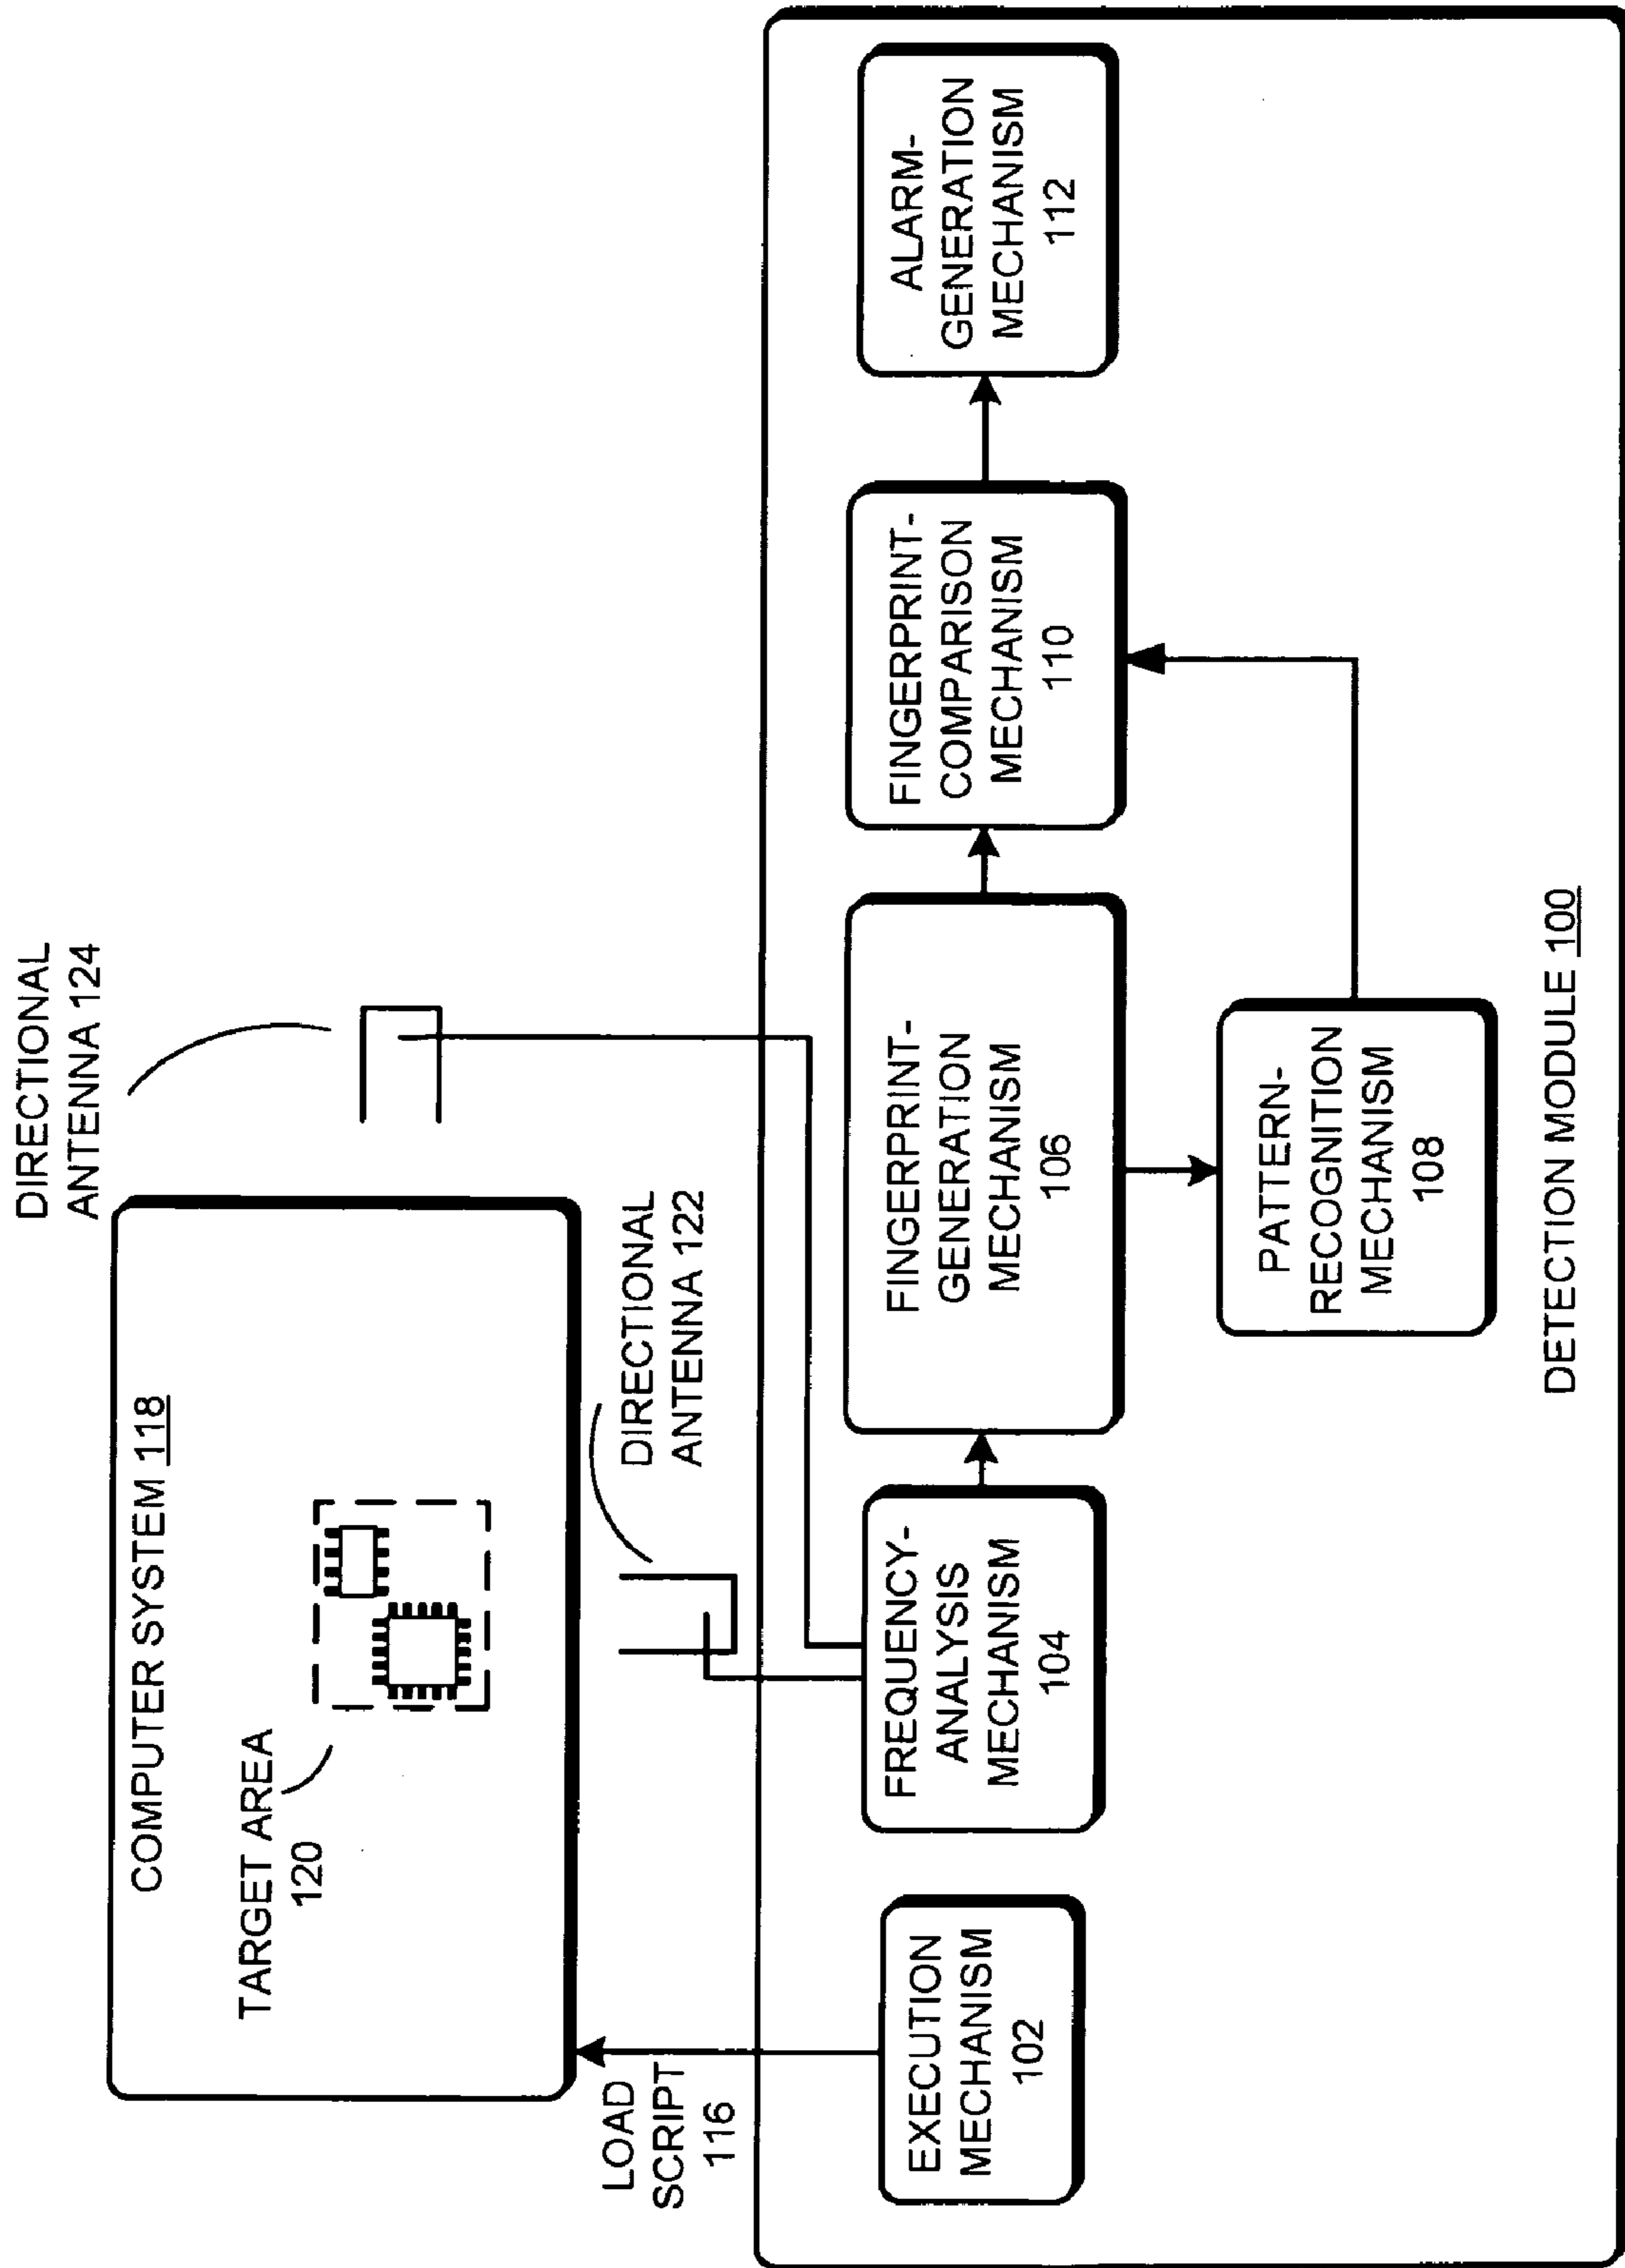 DIRECTIONAL
ANTENNA 124
COMPUTER SYSTEM 118
TARGET AREA
120
DIRECTIONAL
ANTENNA 122
LOAD
SCRIPT
116
EXECUTION
MECHANISM
102
FREQUENCY-
ANALYSIS
MECHANISM
104
FINGERPRINT-
GENERATION
MECHANISM
106
FINGERPRINT-
COMPARISON
MECHANISM
110
ALARM-
GENERATION
MECHANISM
112
PATTERN-
RECOGNITION
MECHANISM
108
DETECTION MODULE 100